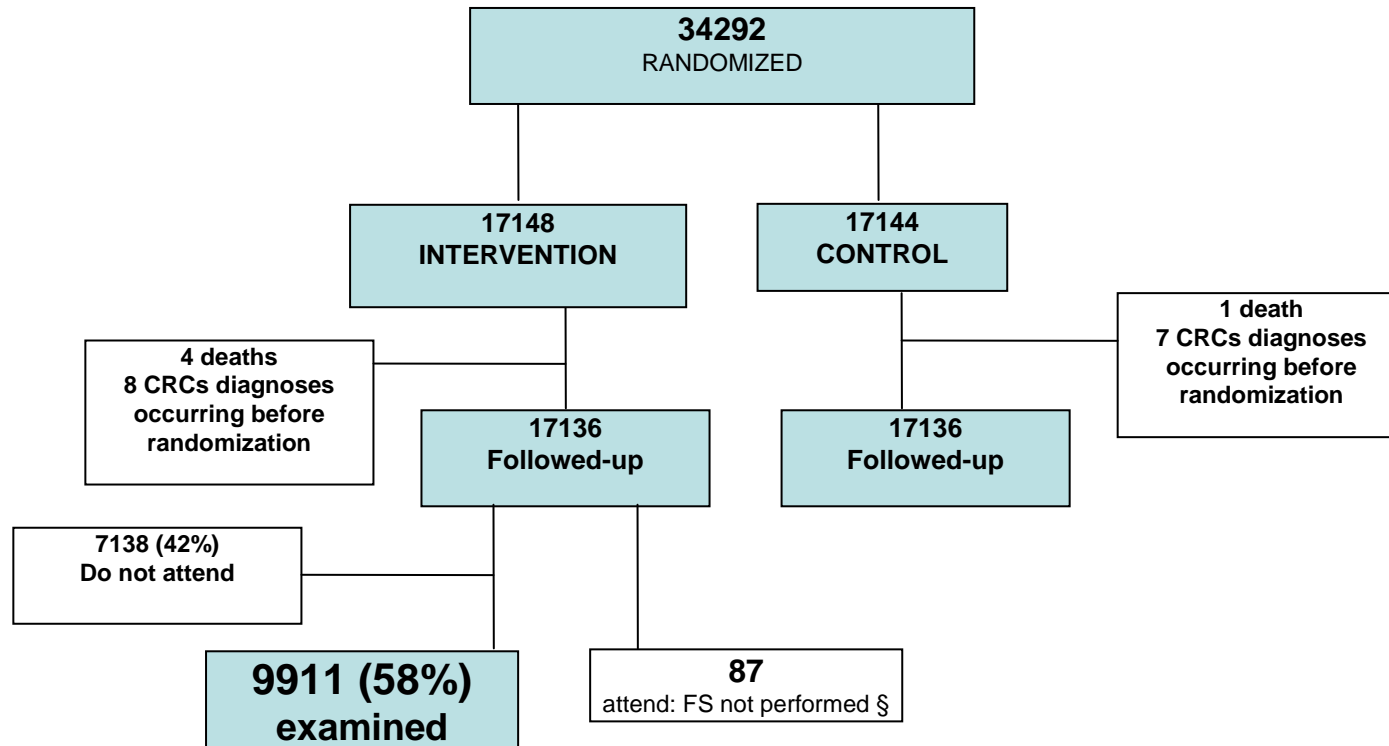 34292
RANDOMIZED
17148
INTERVENTION
17144
CONTROL
4 deaths
8 CRCs diagnoses
occurring before
randomization
1 death
7 CRCs diagnoses
occurring before
randomization
17136
Followed-up
17136
Followed-up
7138 (42%)
Do not attend
9911 (58%)
examined
87
attend: FS not performed §